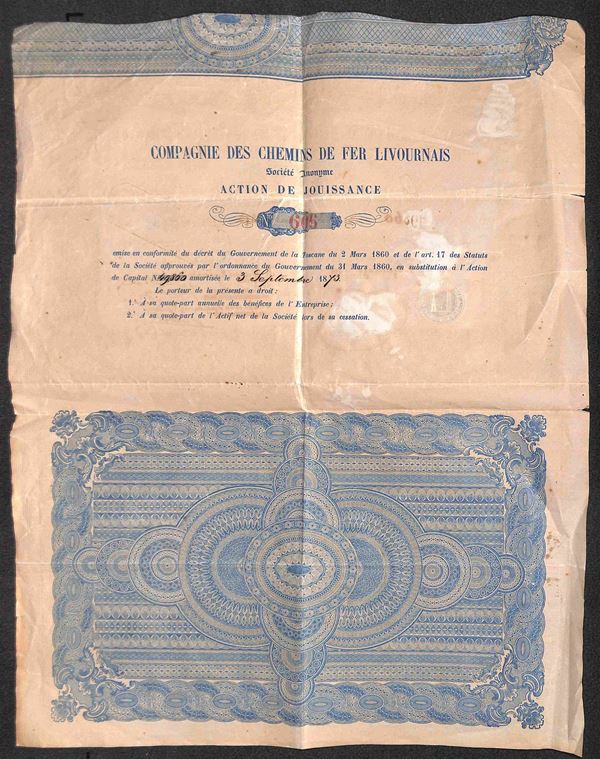 COMPAGNIE DES CHEMINS DE FER LIVOURNAIS
Société Anonyme
ACTION DE JOUISSANCE
N 605
emise en conformité du décret du Gouvernement de la Toscane du 2 Mars 1860 et de l'art. 17 des Statuts
de la Société approuvés par l'ordonnance du Gouvernement du 31 Mars 1860, en substitution à l'Action
de Capital N. amortisée le 3 Septembre 1873.
Le porteur de la présente a droit:
1.° A sa quote-part annuelle des bénéfices de l'Entreprise;
2.° A sa quote-part de l'Actif net de la Société lors de sa cessation.